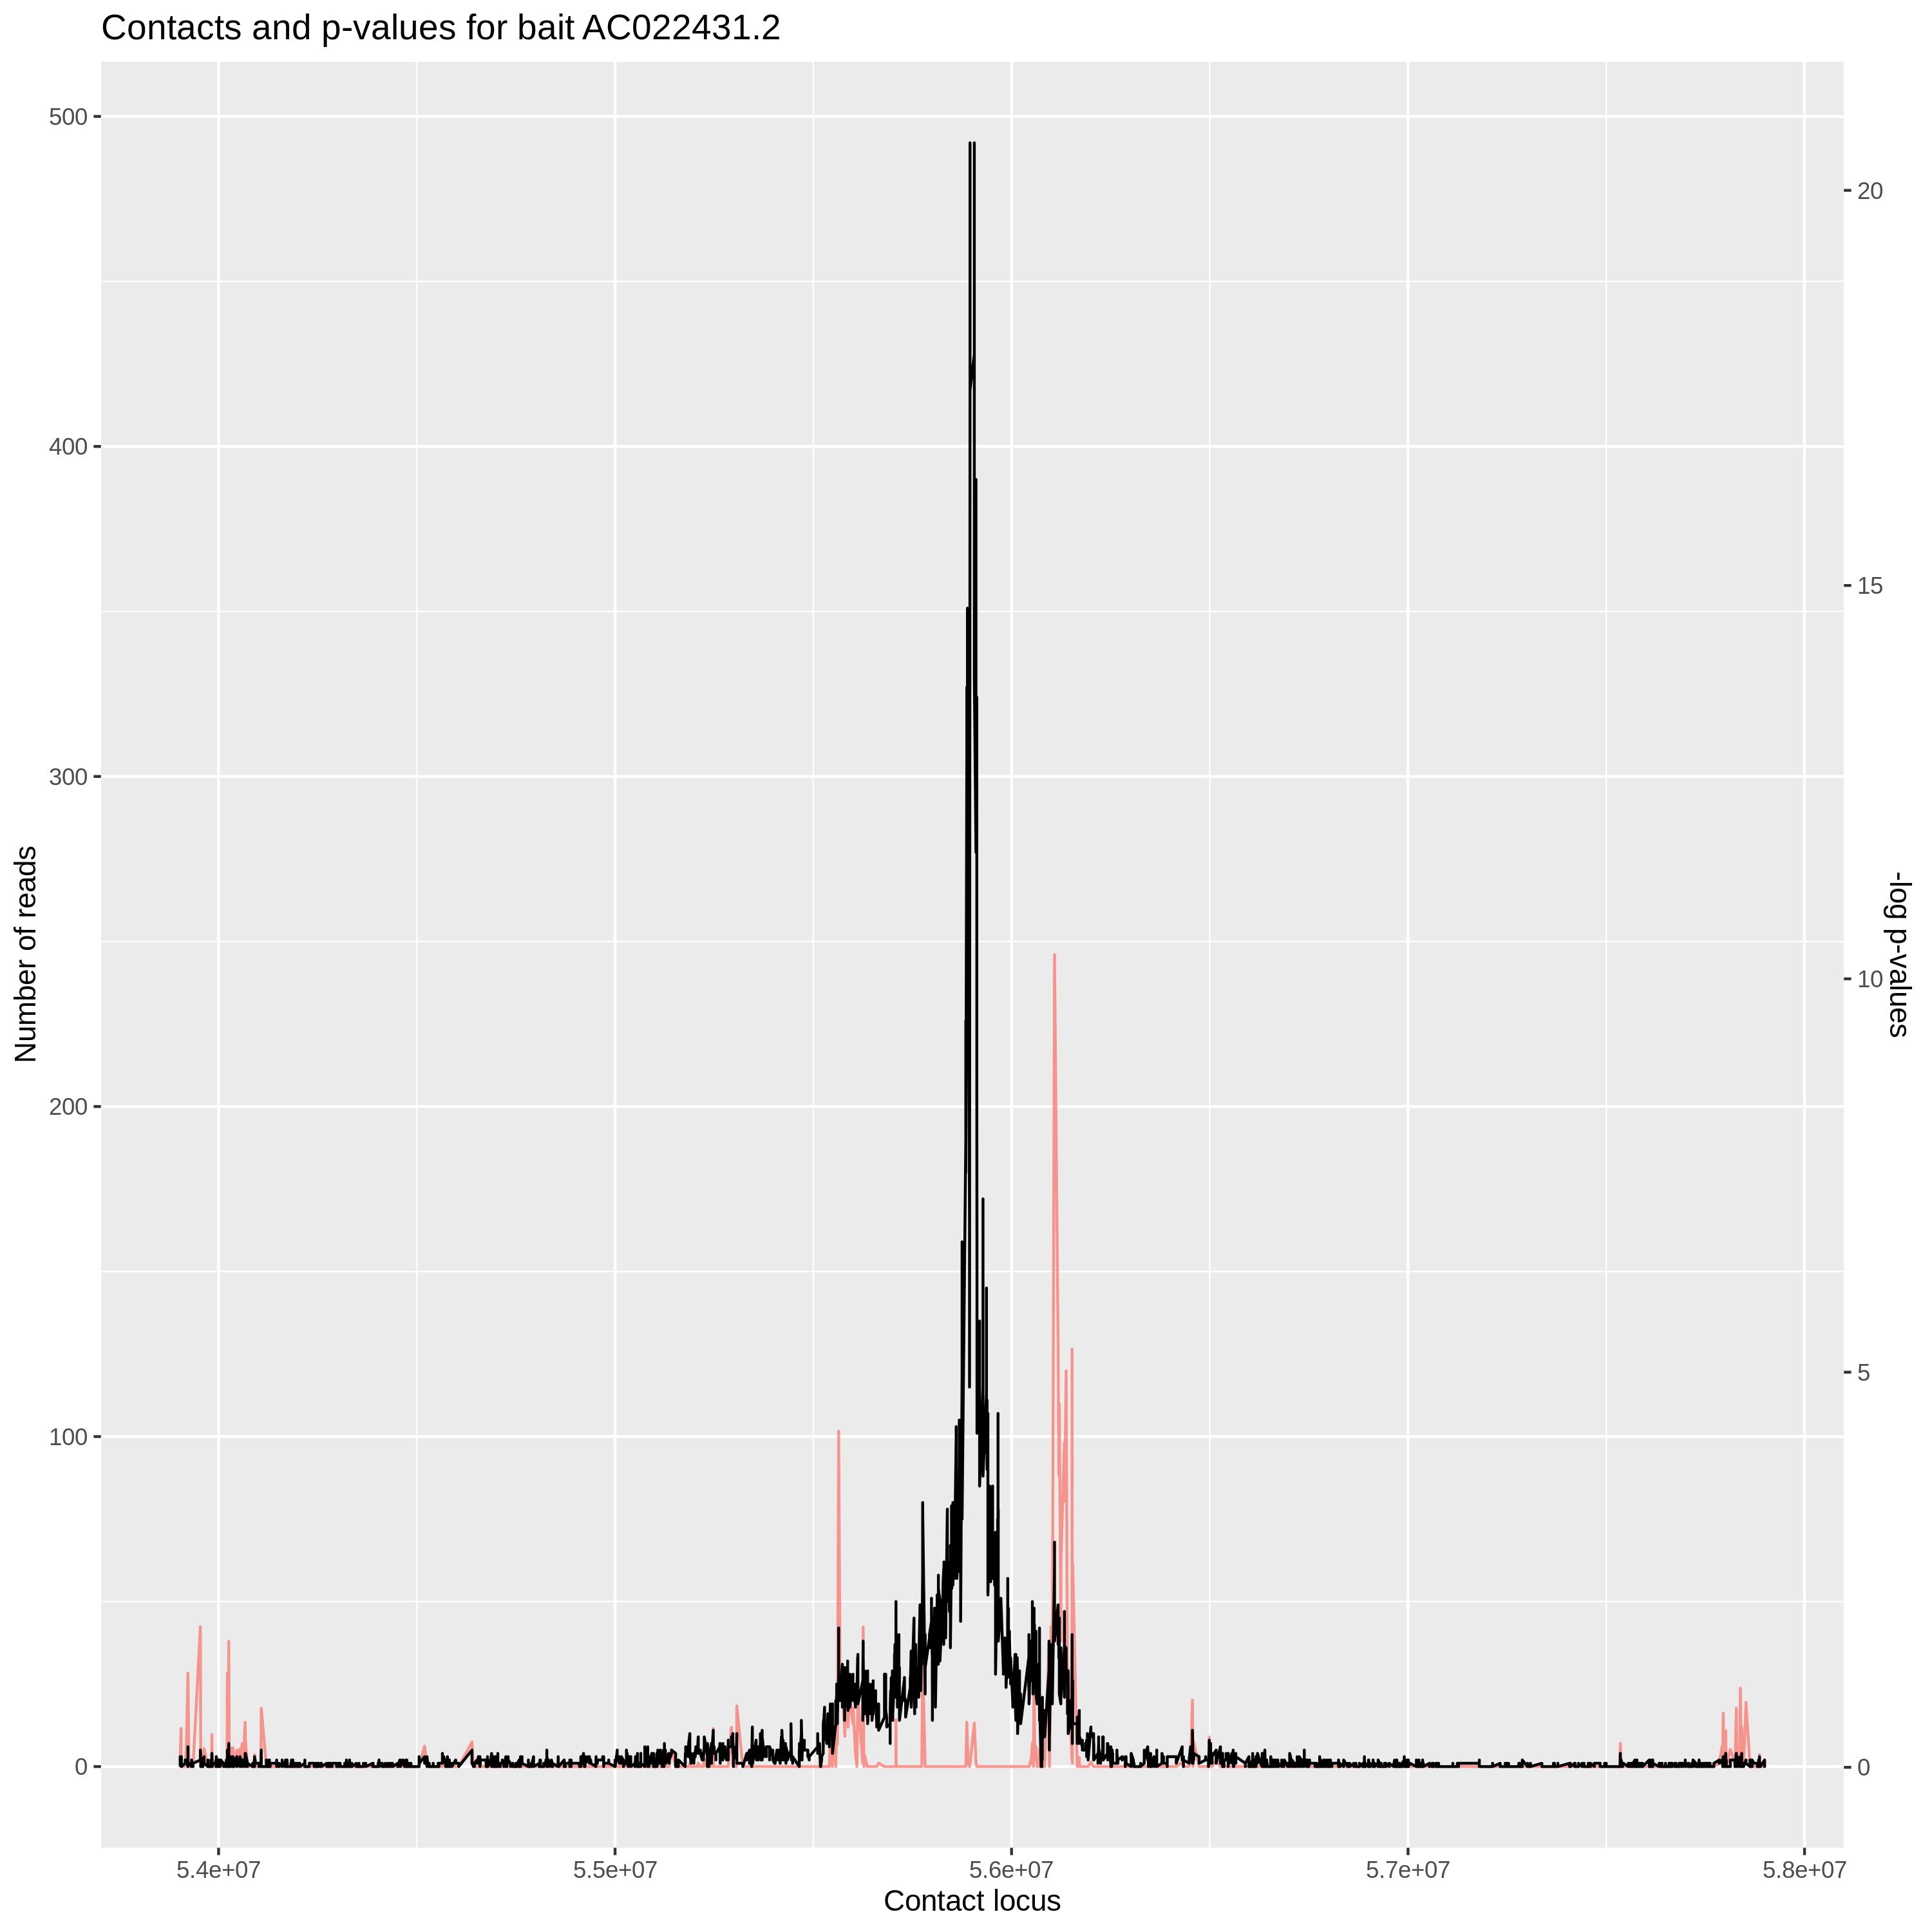 Contacts and p-values for bait AC022431.2
500
400
300
200
100
0
Number of reads
20
15
10
5
0
-log p-values
5.4e+07
5.5e+07
5.6e+07
5.7e+07
5.8e+07
Contact locus